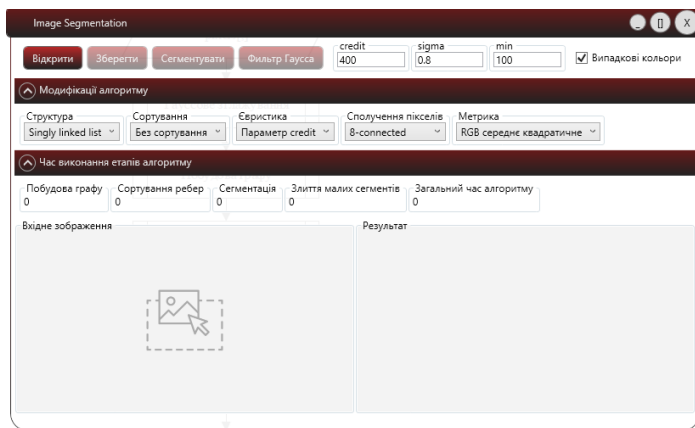 Image Segmentation
_ [] X
credit sigma min
Відкрити Зберегти Сегментувати Фильтр Гаусса 400 0.8 100 Випадкові кольори
Модифікації алгоритму
Структура Сортування Євристика Сполучення пікселів Метрика
Singly linked list Без сортування Параметр credit 8-connected RGB середнє квадратичне
Час виконання етапів алгоритму
Побудова графу Сортування ребер Сегментація Злиття малих сегментів Загальний час алгоритму
0 0 0 0 0
Вхідне зображення Результат